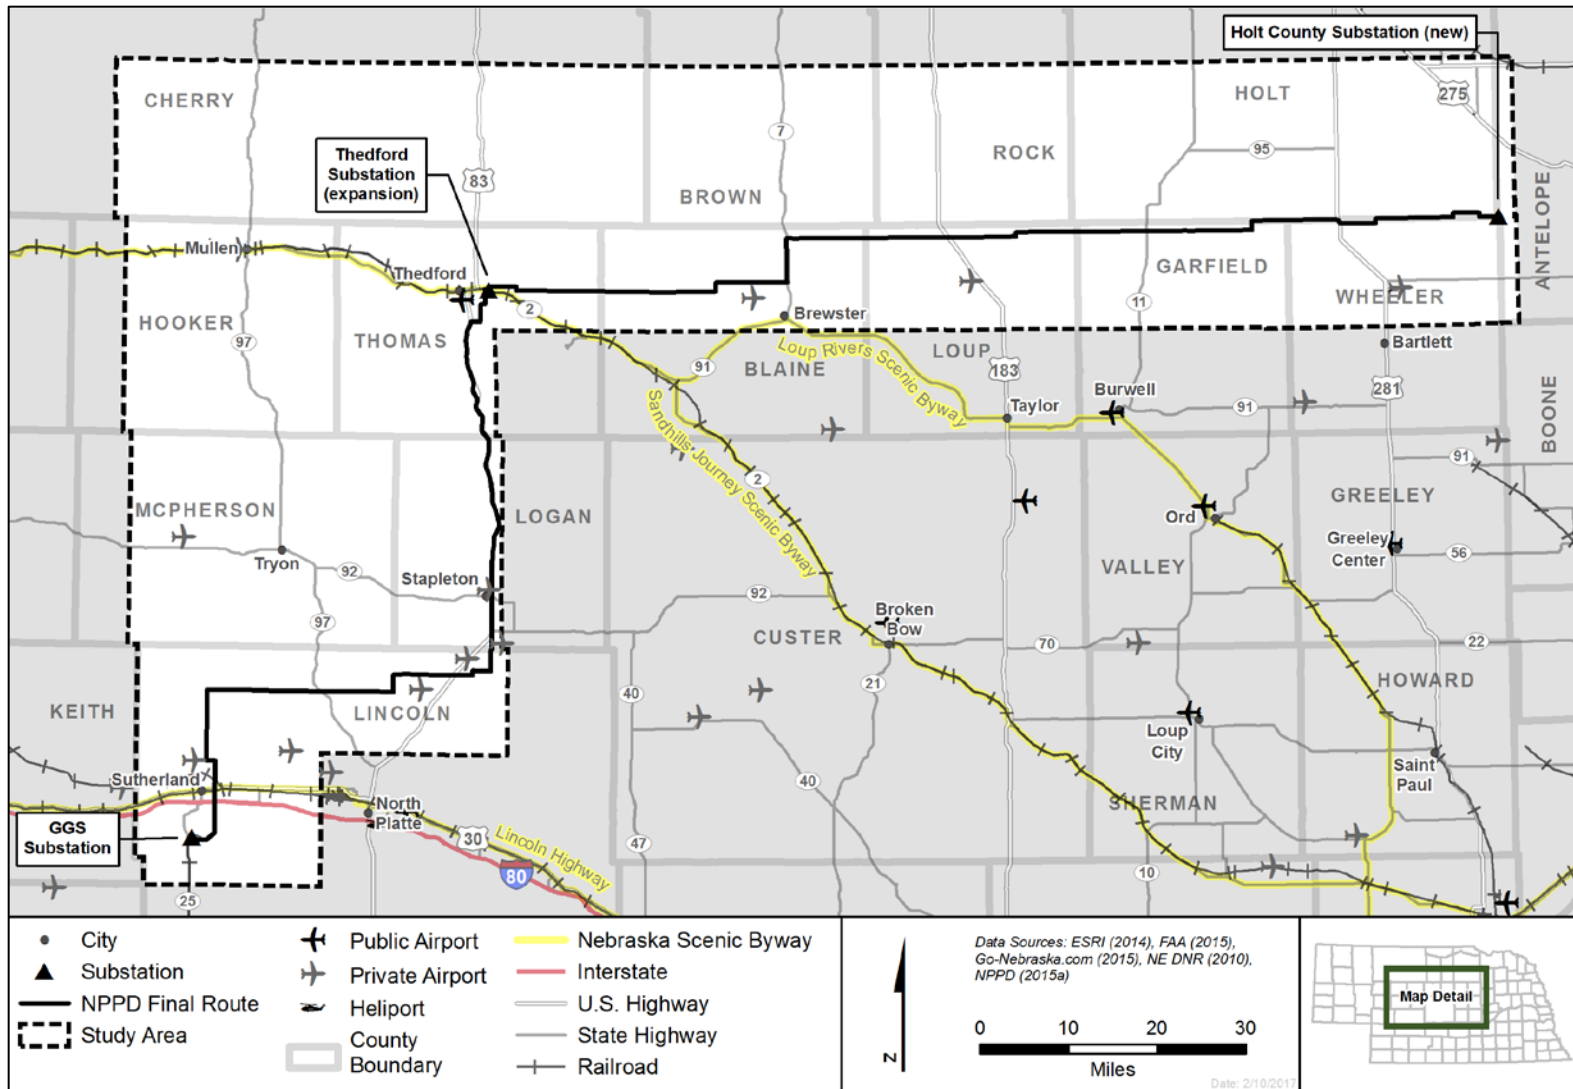 Holt County Substation (new)
CHERRY
HOLT
275
7
Thedford
Substation
(expansion)
83
ROCK
95
BROWN
ANTELOPE
Mullen
Thedford
GARFIELD
WHEELER
HOOKER
THOMAS
2
11
Brewster
97
Loup Rivers Scenic Byway
LOUP
Bartlett
91
BLAINE
183
Burwell
281
BOONE
Taylor
91
Sandhills Journey Scenic Byway
91
2
MCPHERSON
LOGAN
GREELEY
Ord
Tryon
Greeley
Center
56
92
Stapleton
VALLEY
92
97
Broken
Bow
CUSTER
70
22
21
40
HOWARD
KEITH
LINCOLN
Loup
City
Saint
Paul
Sutherland
40
North
Platte
SHERMAN
GGS
Substation
30
47
Lincoln Highway
80
10
25
City
Substation
NPPD Final Route
Study Area
Public Airport
Private Airport
Heliport
County
Boundary
Nebraska Scenic Byway
Interstate
U.S. Highway
State Highway
Railroad
N
Data Sources: ESRI (2014), FAA (2015),
Go-Nebraska.com (2015), NE DNR (2010),
NPPD (2015a)
0 10 20 30
Miles
Map Detail
Date: 2/10/2017